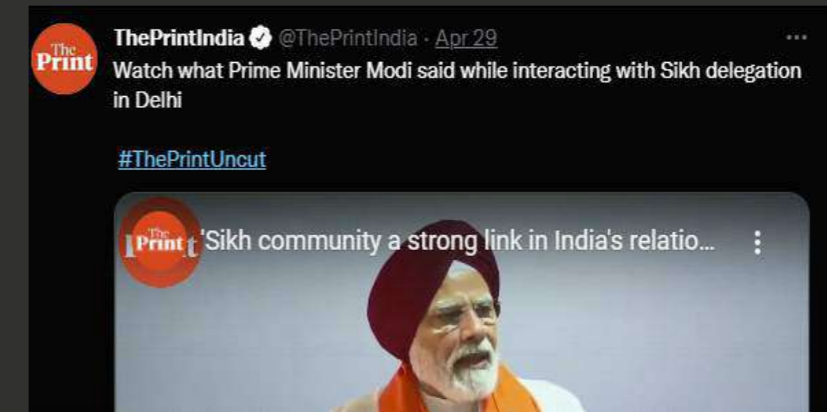 The
Print
ThePrintIndia @ThePrintIndia · Apr 29
Watch what Prime Minister Modi said while interacting with Sikh delegation
in Delhi
#ThePrintUncut
The
Print
'Sikh community a strong link in India's relatio...